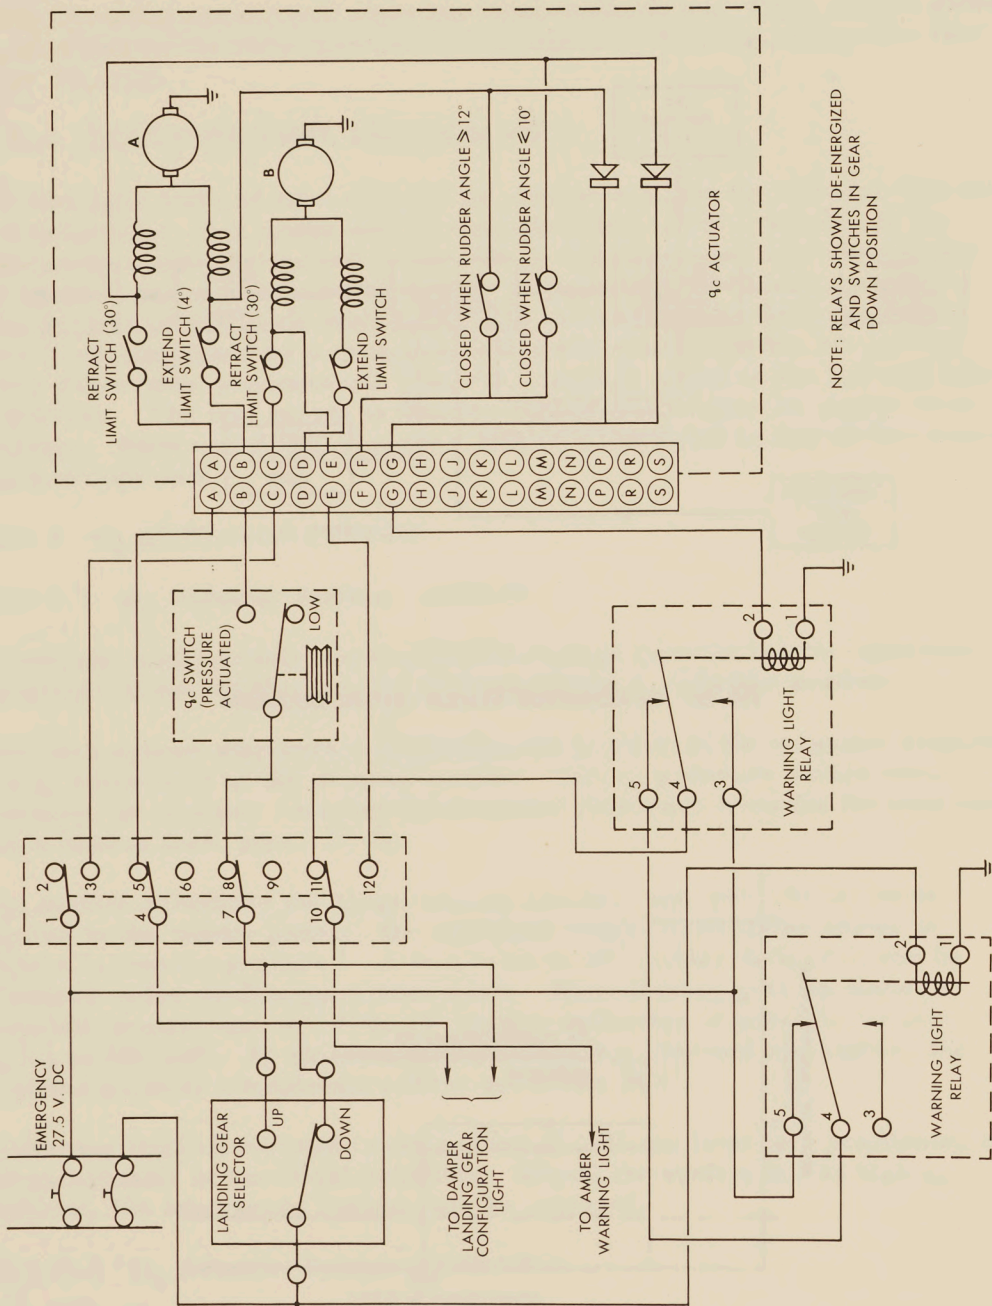 A
RETRACT
LIMIT SWITCH (30°)
EXTEND
LIMIT SWITCH (4°)
B
RETRACT
LIMIT SWITCH (30°)
EXTEND
LIMIT SWITCH
CLOSED WHEN RUDDER ANGLE ⩾ 12°
CLOSED WHEN RUDDER ANGLE < 10°
qc ACTUATOR
NOTE: RELAYS SHOWN DE-ENERGIZED
AND SWITCHES IN GEAR
DOWN POSITION
A A
B B
C C
D D
E E
F F
G G
H H
J J
K K
L L
M M
N N
P P
R R
S S
qc SWITCH
(PRESSURE
ACTUATED)
LOW
2
1
5
4
3
WARNING LIGHT
RELAY
2
1
3
5
4
6
8
7
9
11
10
12
2
1
5
4
3
WARNING LIGHT
RELAY
EMERGENCY
27.5 V. DC
LANDING GEAR
SELECTOR
UP
DOWN
TO DAMPER
LANDING GEAR
CONFIGURATION
LIGHT
TO AMBER
WARNING LIGHT